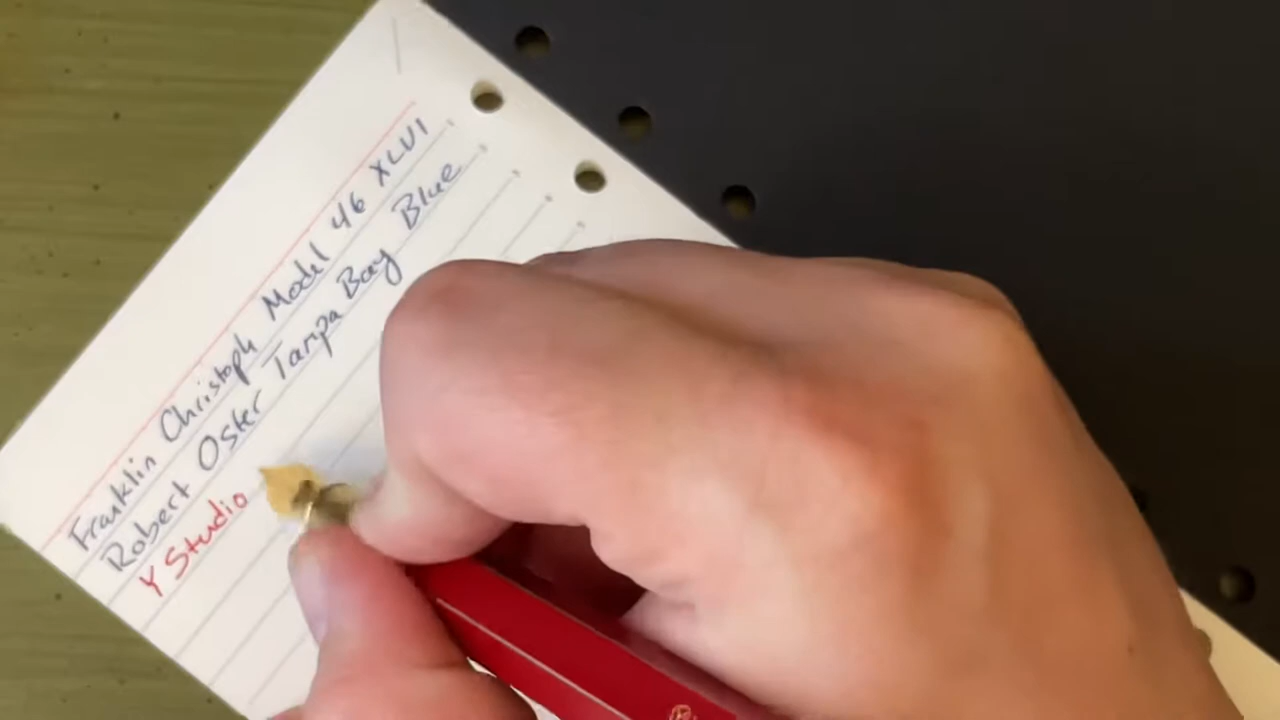 Franklin Christoph Model 46 XLVI
Robert Oster Tampa Bay Blue
Y Studio